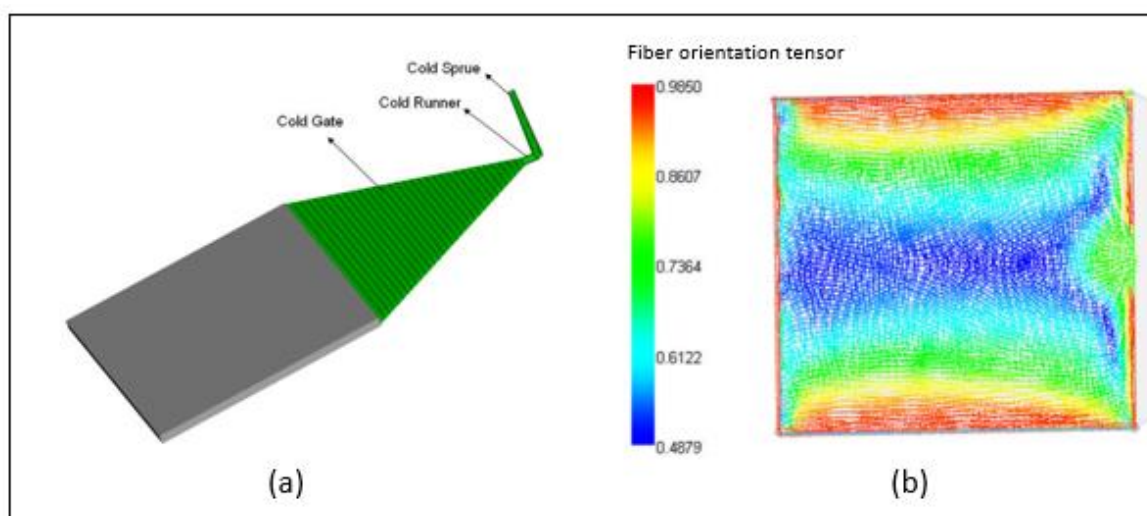 Cold Sprue
Cold Runner
Cold Gate
(a)
Fiber orientation tensor
0.9850
0.8607
0.7364
0.6122
0.4879
(b)